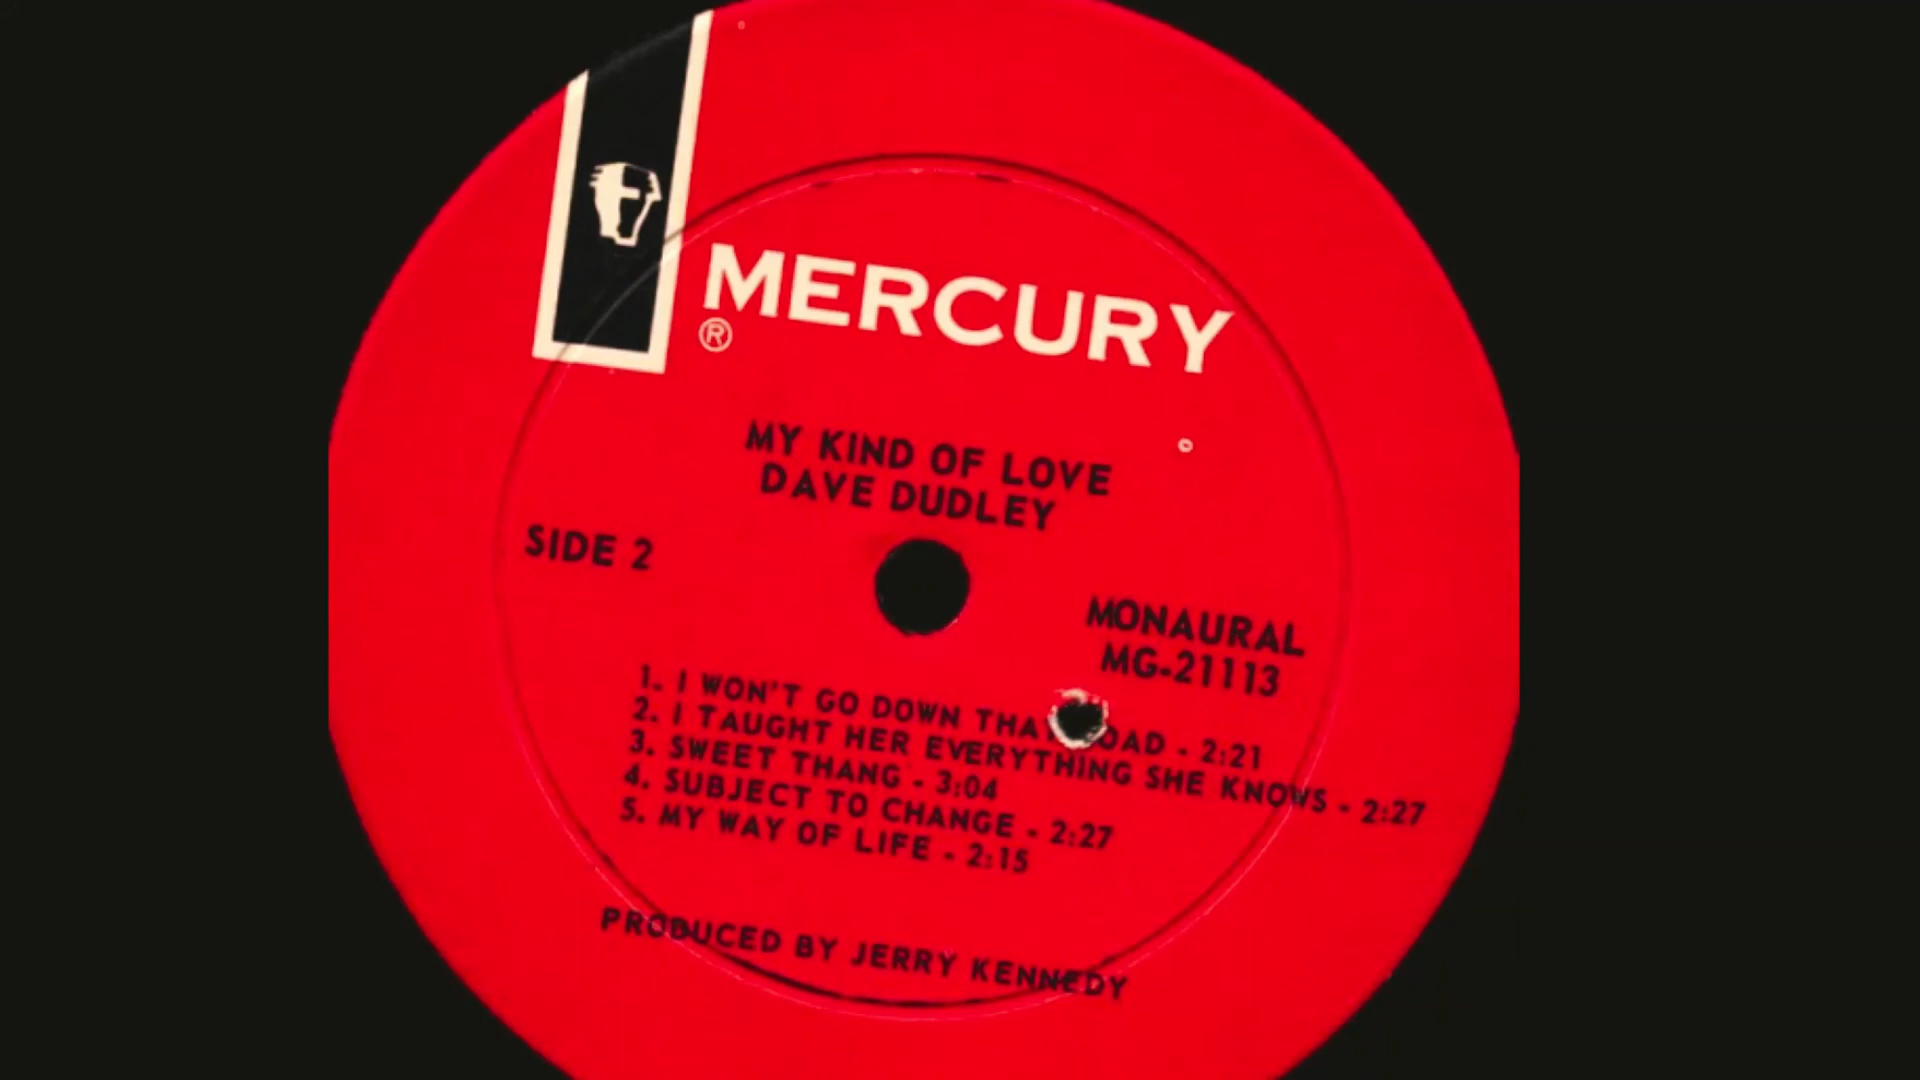 MERCURY
®
MY KIND OF LOVE
DAVE DUDLEY
SIDE 2
MONAURAL
MG-21113
1. I WON'T GO DOWN THAT - 2:21
2. I TAUGHT HER EVERYTHING SHE KNOWS - 2:27
3. SWEET THANG - 3:04
4. SUBJECT TO CHANGE - 2:27
5. MY WAY OF LIFE - 2:15
PRODUCED BY JERRY KENNEDY